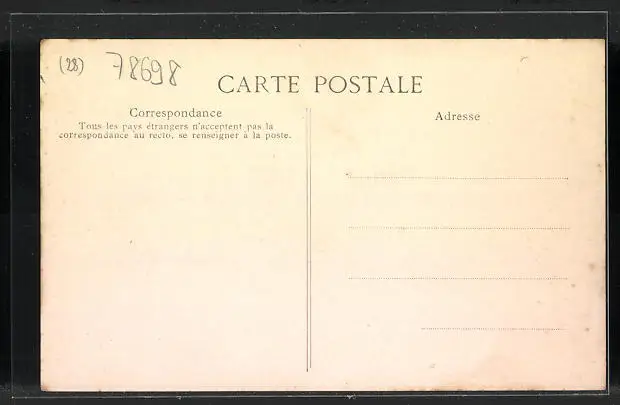 (28) 78698
CARTE POSTALE
Correspondance
Tous les pays étrangers n'acceptent pas la
correspondance au recto, se renseigner à la poste.
Adresse